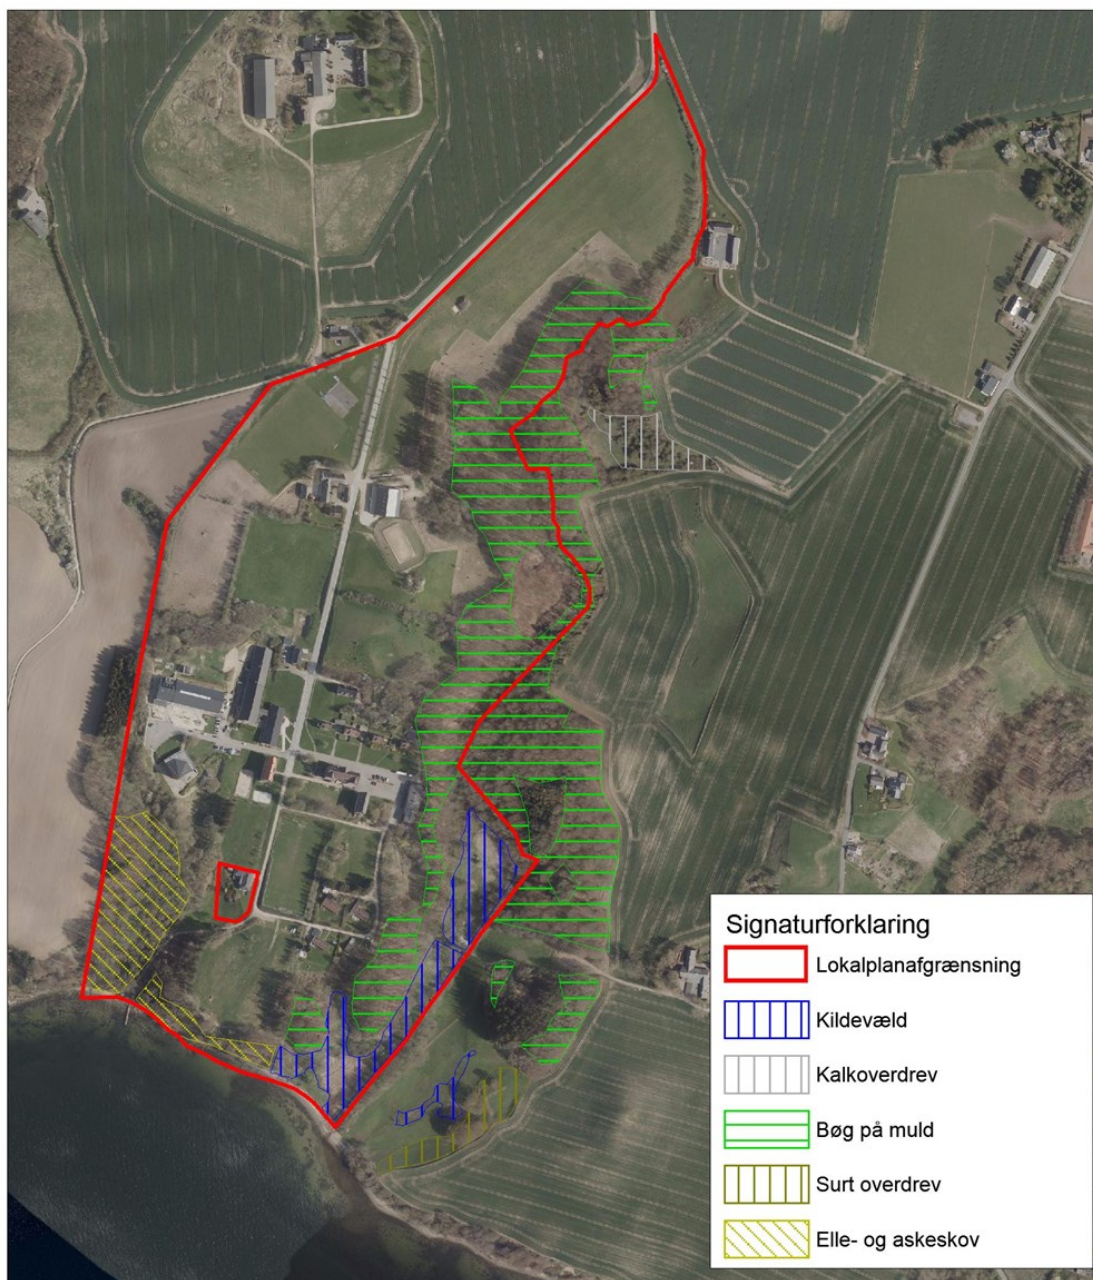 Signaturforklaring
Lokalplanafgrænsning
Kildevæld
Kalkoverdrev
Bøg på muld
Surt overdrev
Elle- og askeskov